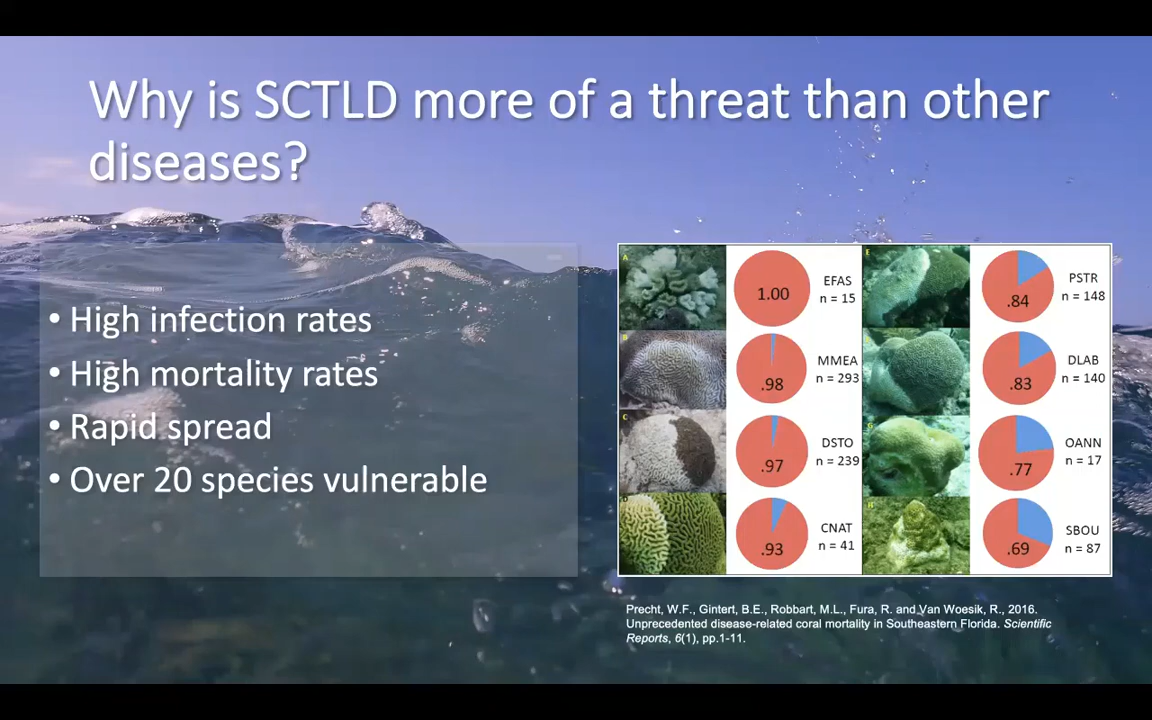 Why is SCTLD more of a threat than other
diseases?
• High infection rates
• High mortality rates
• Rapid spread
• Over 20 species vulnerable
A
1.00
EFAS
n = 15
B
.98
MMEA
n = 293
C
.97
DSTO
n = 239
D
.93
CNAT
n = 41
E
.84
PSTR
n = 148
.83
DLAB
n = 140
G
.77
OANN
n = 17
H
.69
SBOU
n = 87
Precht, W.F., Gintert, B.E., Robbart, M.L., Fura, R. and Van Woesik, R., 2016.
Unprecedented disease-related coral mortality in Southeastern Florida. Scientific
Reports, 6(1), pp.1-11.